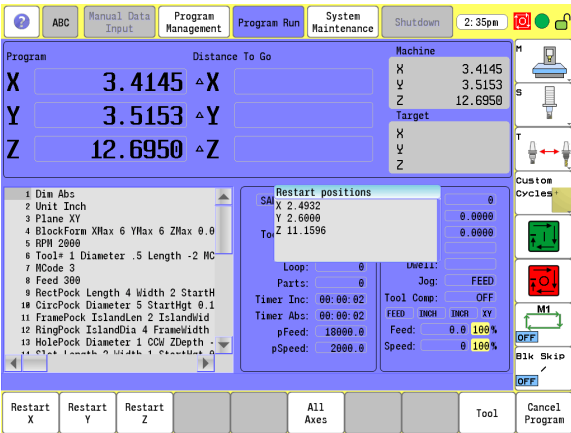 ?
ABC
Manual Data Input
Program Management
Program Run
System Maintenance
Shutdown
2:35pm
Program
Distance To Go
Machine
X 3.4145 ΔX
Y 3.5153 ΔY
Z 12.6950 ΔZ
X 3.4145
Y 3.5153
Z 12.6950
Target
X
Y
Z
1 Dim Abs
2 Unit Inch
3 Plane XY
4 BlockForm XMax 6 YMax 6 ZMax 0.0
5 RPM 2000
6 Tool# 1 Diameter .5 Length -2 MC
7 MCode 3
8 Feed 300
9 RectPock Length 4 Width 2 StartH
10 CircPock Diameter 5 StartHgt 0.1
11 FramePock IslandLen 2 IslandWid
12 RingPock IslandDia 4 FrameWidth
13 HolePock Diameter 1 CCW ZDepth -
Restart positions
X 2.4932
Y 2.6000
Z 11.1596
Loop: 0
Parts: 0
Timer Inc: 00:00:02
Timer Abs: 00:00:02
pFeed: 18000.0
pSpeed: 2000.0
0
0.0000
0.0000
Dwell:
Jog: FEED
Tool Comp: OFF
FEED INCH INCR XY
Feed: 0.0 100%
Speed: 0 100%
M
S
T
Custom
Cycles
M1
OFF
Blk Skip
/
OFF
Restart X
Restart Y
Restart Z
All Axes
Tool
Cancel Program